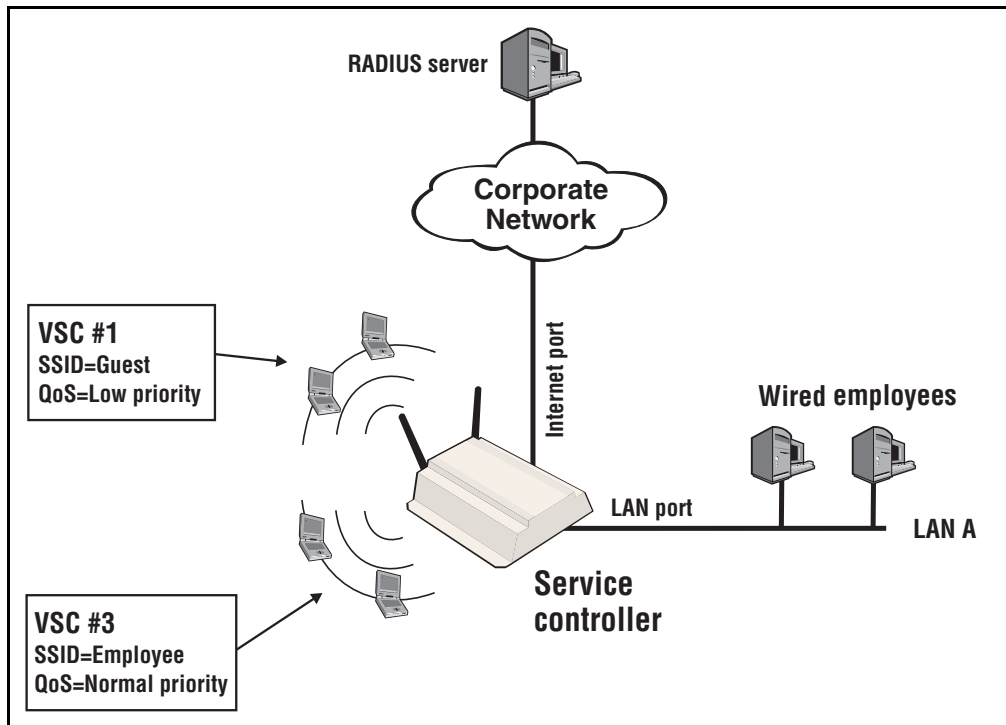 RADIUS server
Corporate
Network
VSC #1
SSID=Guest
QoS=Low priority
Internet port
Wired employees
LAN port
LAN A
Service
controller
VSC #3
SSID=Employee
QoS=Normal priority